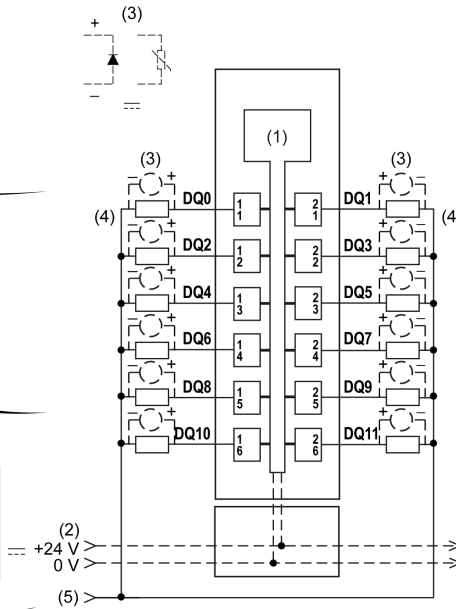 (3)
+
−
(1)
(3) (3)
− + + −
(4) DQ0 1 1 2 1 DQ1 (4)
− + + −
DQ2 1 2 2 2 DQ3
− + + −
DQ4 1 3 2 3 DQ5
− + + −
DQ6 1 4 2 4 DQ7
− + + −
DQ8 1 5 2 5 DQ9
− + + −
DQ10 1 6 2 6 DQ11
(2)
+24 V
0 V
(5)